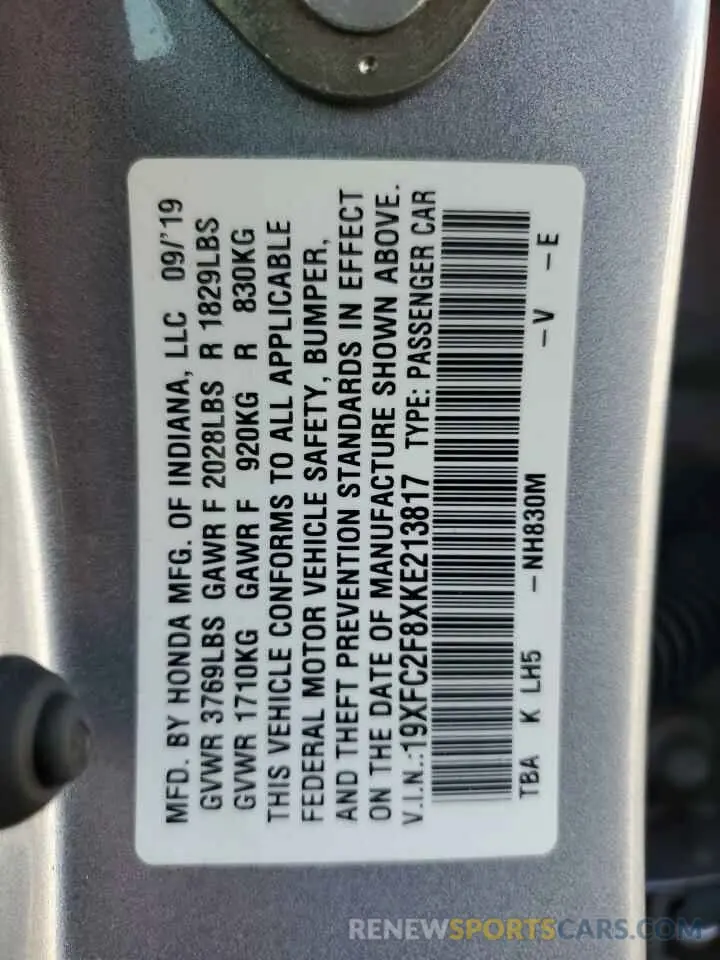 MFD. BY HONDA MFG. OF INDIANA, LLC 09/'19
GVWR 3769LBS GAWR F 2028LBS R 1829LBS
GVWR 1710KG GAWR F 920KG R 830KG
THIS VEHICLE CONFORMS TO ALL APPLICABLE
FEDERAL MOTOR VEHICLE SAFETY, BUMPER,
AND THEFT PREVENTION STANDARDS IN EFFECT
ON THE DATE OF MANUFACTURE SHOWN ABOVE.
V.I.N.:19XFC2F8XKE213817 TYPE: PASSENGER CAR
TBA K LH5 -NH830M -V -E
RENEWSPORTSCARS.COM